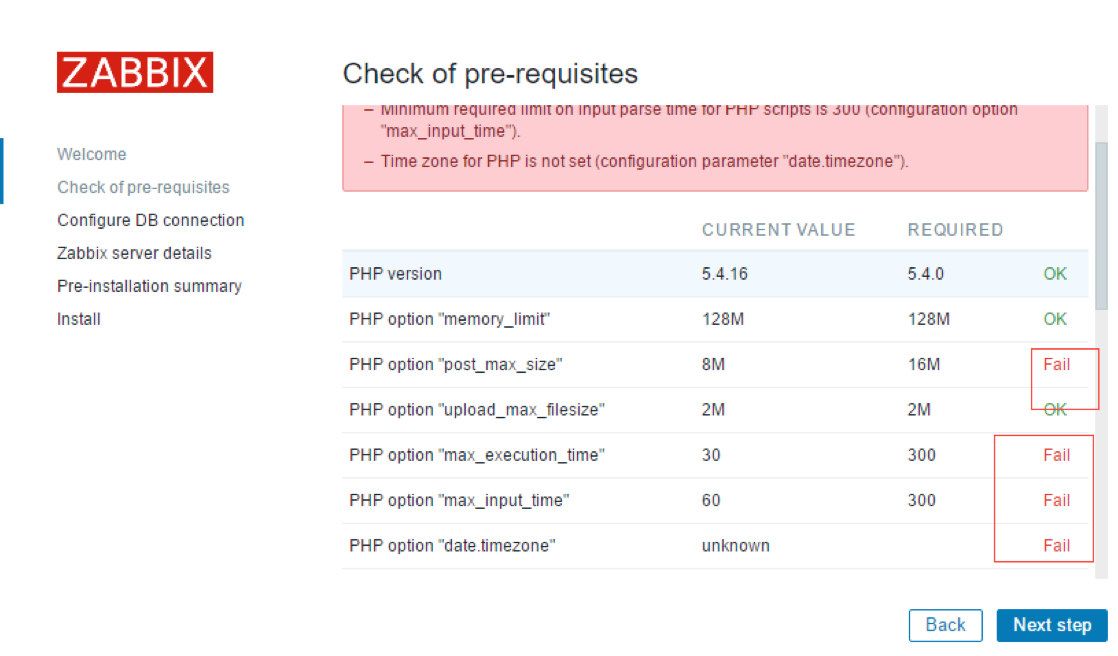 ZABBIX
Welcome
Check of pre-requisites
Configure DB connection
Zabbix server details
Pre-installation summary
Install
Check of pre-requisites
– Minimum required limit on input parse time for PHP scripts is 300 (configuration option
"max_input_time").
– Time zone for PHP is not set (configuration parameter "date.timezone").
CURRENT VALUE REQUIRED
PHP version 5.4.16 5.4.0 OK
PHP option "memory_limit" 128M 128M OK
PHP option "post_max_size" 8M 16M Fail
PHP option "upload_max_filesize" 2M 2M OK
PHP option "max_execution_time" 30 300 Fail
PHP option "max_input_time" 60 300 Fail
PHP option "date.timezone" unknown Fail
Back Next step